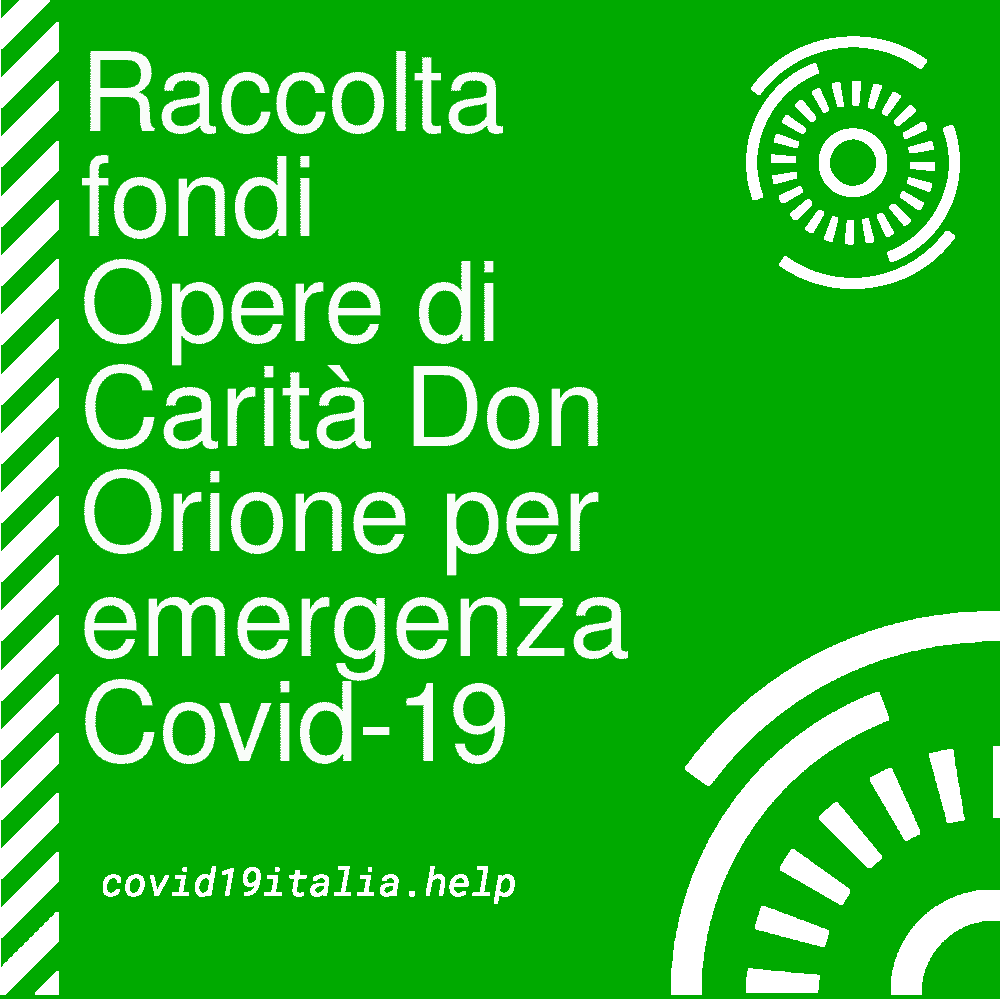 Raccolta
fondi
Opere di
Carità Don
Orione per
emergenza
Covid-19
covid19italia.help